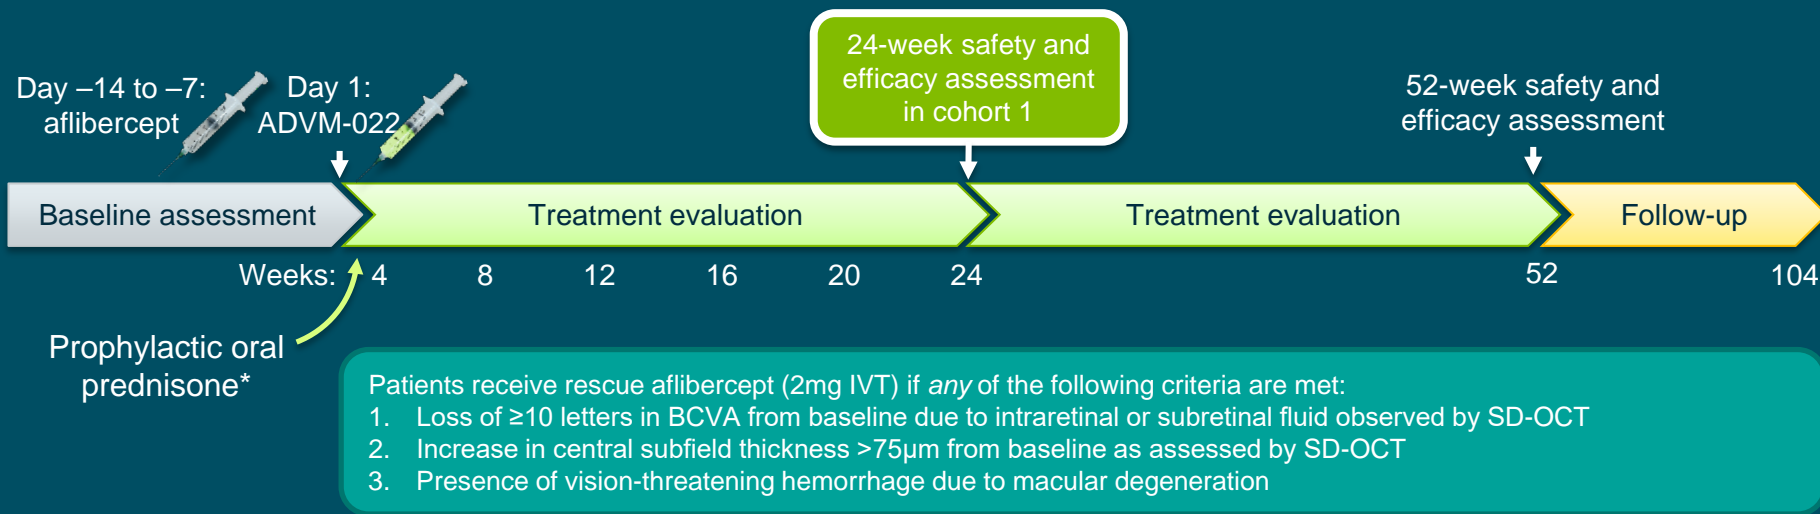 24-week safety and
efficacy assessment
in cohort 1
Day –14 to –7:
aflibercept
Day 1:
ADVM-022
52-week safety and
efficacy assessment
Baseline assessment
Treatment evaluation
Treatment evaluation
Follow-up
Weeks: 4 8 12 16 20 24 52 104
Prophylactic oral
prednisone*
Patients receive rescue aflibercept (2mg IVT) if any of the following criteria are met:
1. Loss of ≥10 letters in BCVA from baseline due to intraretinal or subretinal fluid observed by SD-OCT
2. Increase in central subfield thickness >75µm from baseline as assessed by SD-OCT
3. Presence of vision-threatening hemorrhage due to macular degeneration